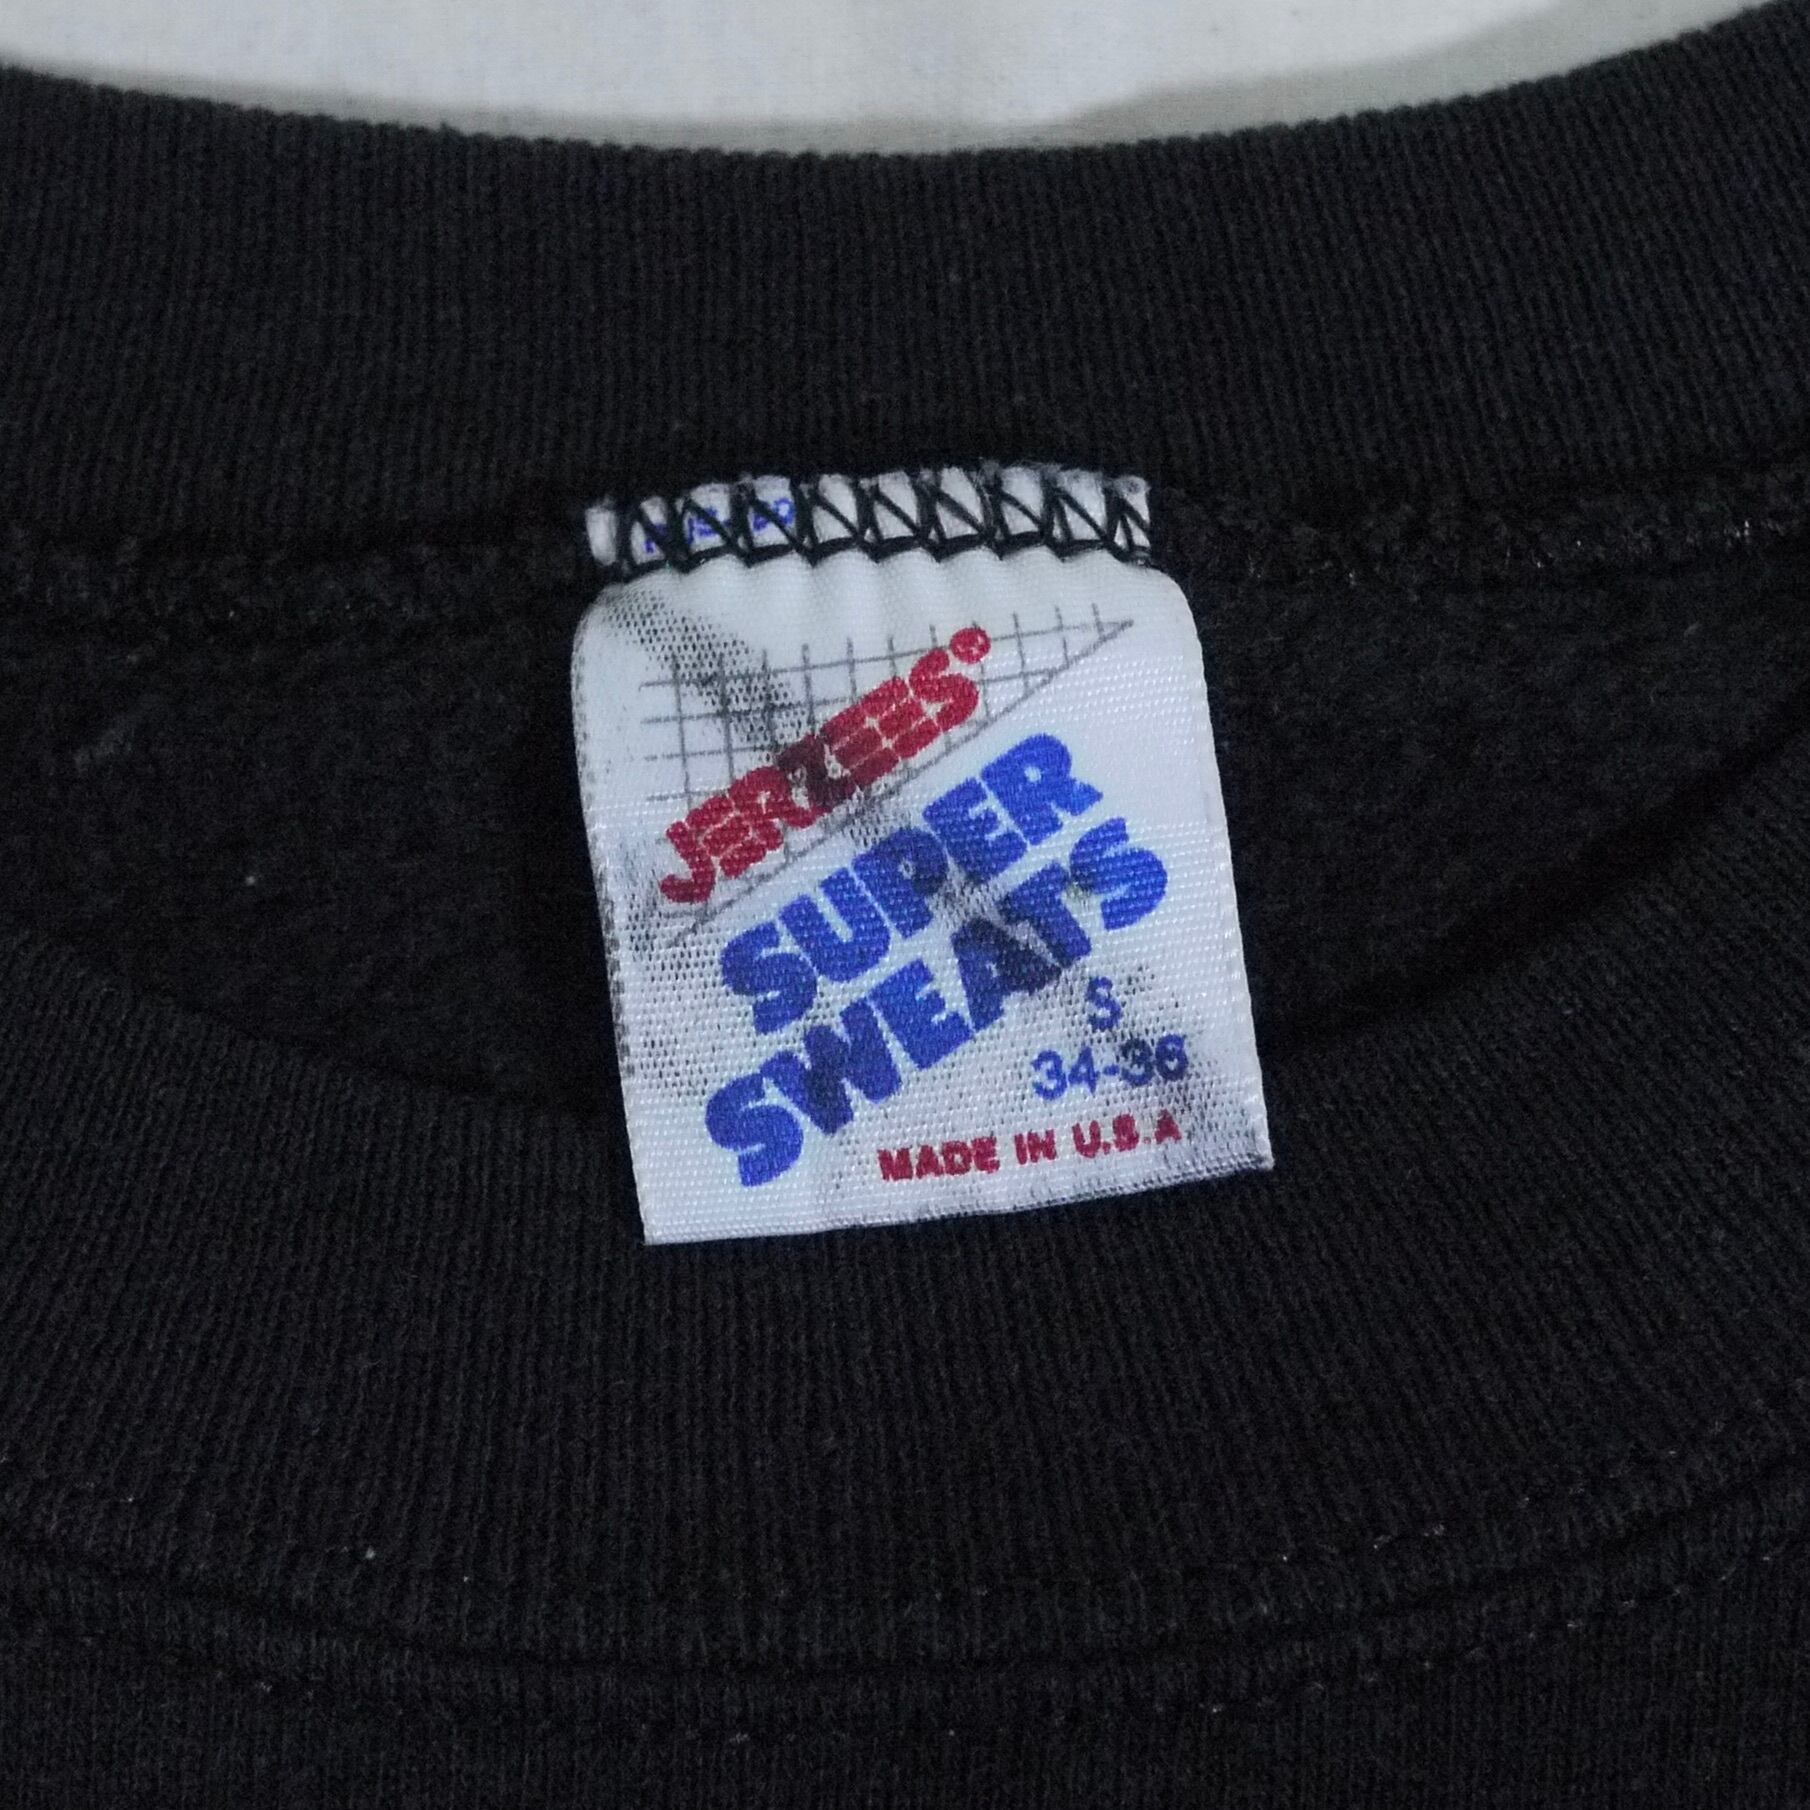 JERZEES®
SUPER
SWEATS
S
34-36
MADE IN U.S.A